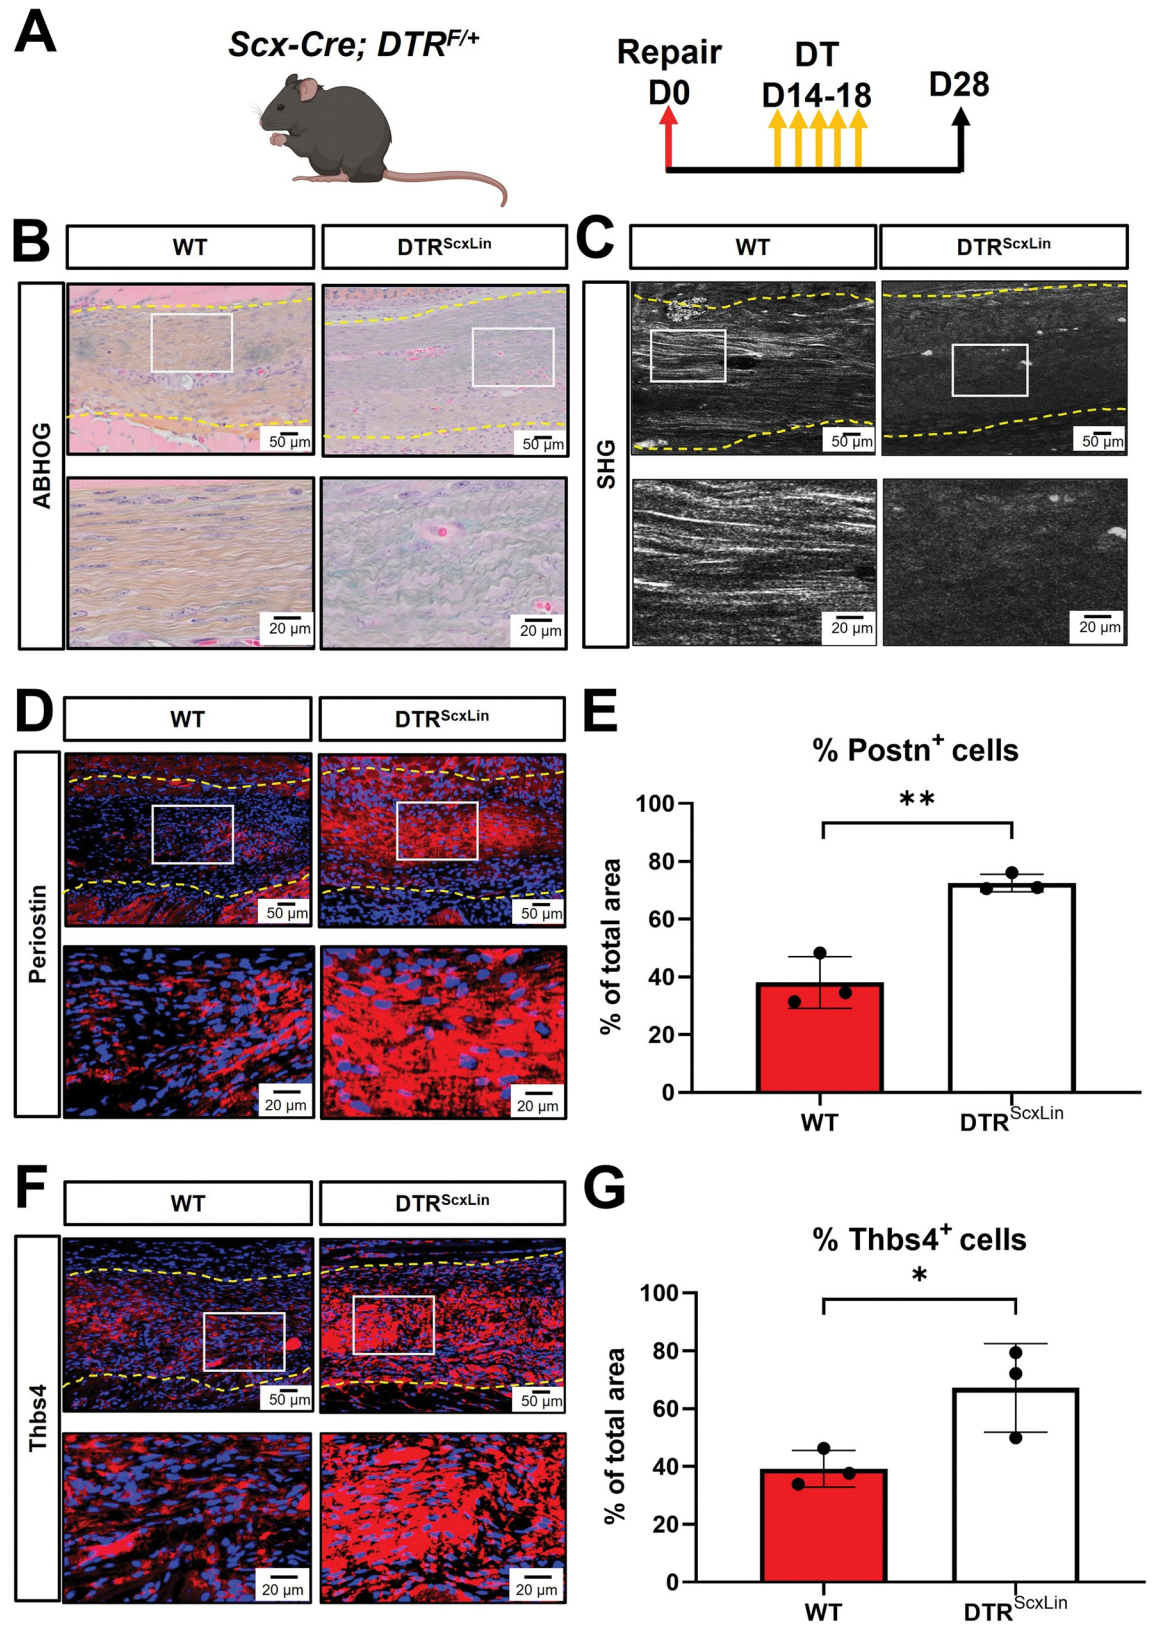 A
Scx-Cre; DTR^F/+
Repair
D0
DT
D14-18
D28
B
WT
DTR^ScxLin
ABHOG
50 µm
50 µm
20 µm
20 µm
C
WT
DTR^ScxLin
SHG
50 µm
50 µm
20 µm
20 µm
D
WT
DTR^ScxLin
Periostin
50 µm
50 µm
20 µm
20 µm
E
% Postn⁺ cells
**
% of total area
100
80
60
40
20
0
WT
DTR^ScxLin
F
WT
DTR^ScxLin
Thbs4
50 µm
50 µm
20 µm
20 µm
G
% Thbs4⁺ cells
*
% of total area
100
80
60
40
20
0
WT
DTR^ScxLin